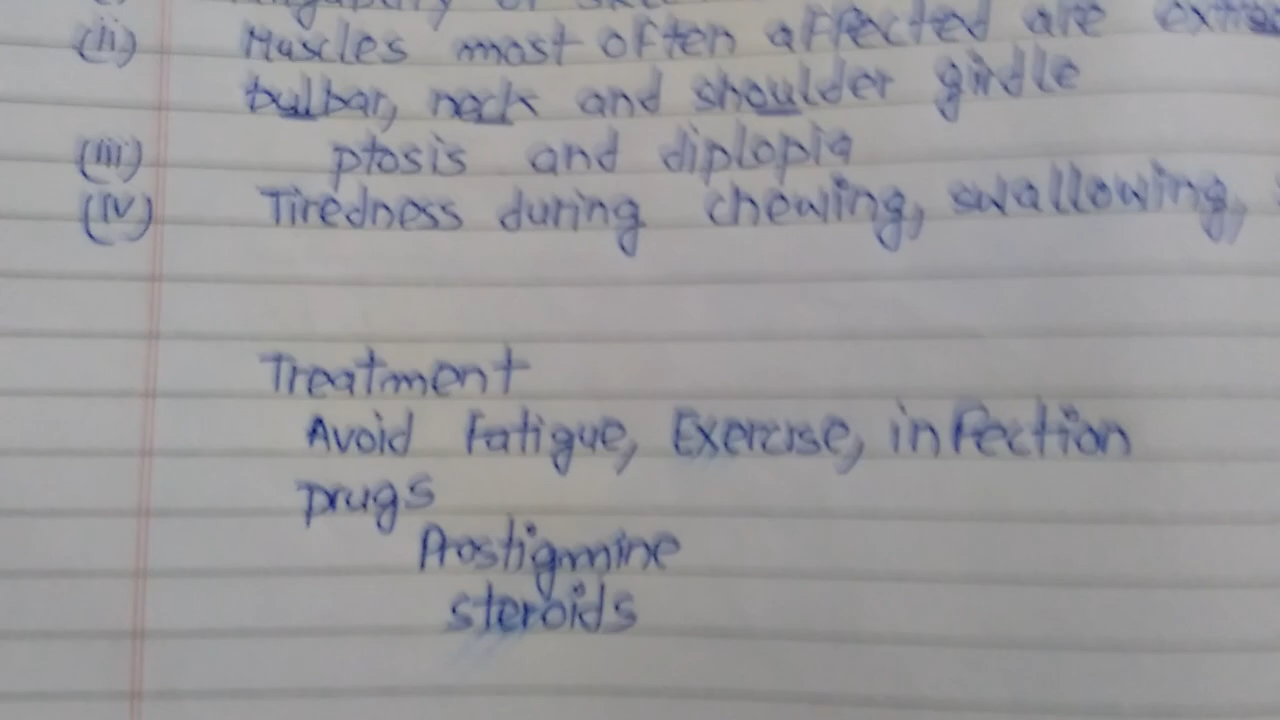 (ii) Muscles most often affected are
bulbar, neck and shoulder girdle
(iii) ptosis and diplopia
(iv) Tiredness during chewing, swallowing,
Treatment
Avoid Fatigue, Exercise, infection
Drugs
Prostigmine
steroids